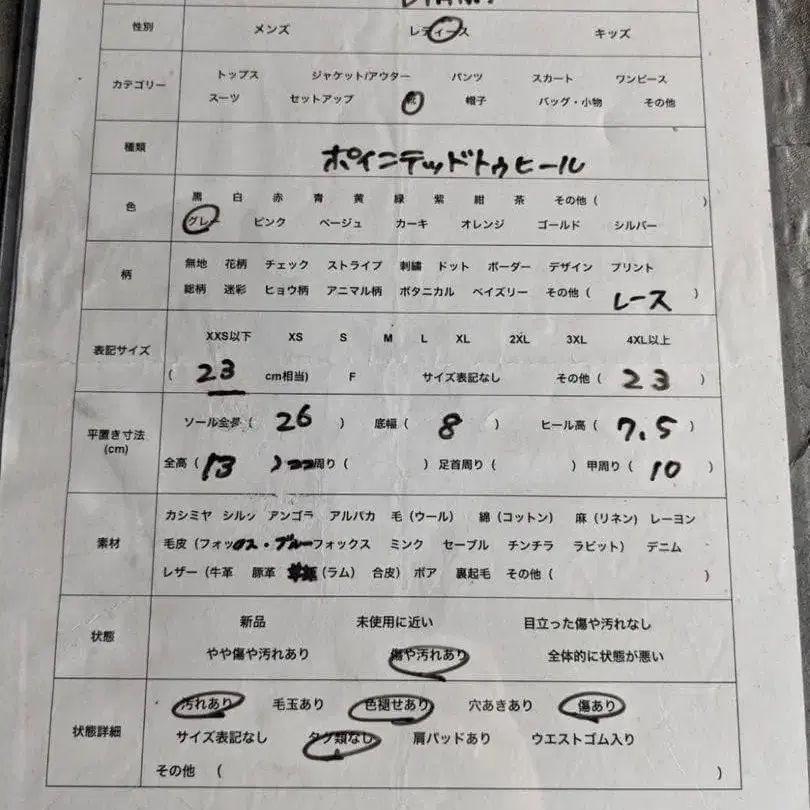 性別 メンズ レディース キッズ
カテゴリー
トップス ジャケット/アウター パンツ スカート ワンピース
スーツ セットアップ 靴 帽子 バッグ・小物 その他
種類 ポインテッドトゥヒール
色
黒 白 赤 青 黄 緑 紫 紺 茶 その他 ( )
グレー ピンク ベージュ カーキ オレンジ ゴールド シルバー
柄
無地 花柄 チェック ストライプ 刺繍 ドット ボーダー デザイン プリント
総柄 迷彩 ヒョウ柄 アニマル柄 ボタニカル ペイズリー その他 ( レース )
表記サイズ
XXS以下 XS S M L XL 2XL 3XL 4XL以上
( 23 cm相当) F サイズ表記なし その他 ( 23 )
平置き寸法
(cm)
ソール全長 ( 26 ) 底幅 ( 8 ) ヒール高 ( 7.5 )
全高 ( 13 ) 周り ( ) 足首周り ( ) 甲周り ( 10 )
素材
カシミヤ シルク アンゴラ アルパカ 毛 (ウール) 綿 (コットン) 麻 (リネン) レーヨン
毛皮 (フォックス・ブルーフォックス ミンク セーブル チンチラ ラビット) デニム
レザー (牛革 豚革 (ラム) 合皮) ボア 裏起毛 その他 ( )
状態
新品 未使用に近い 目立った傷や汚れなし
やや傷や汚れあり 傷や汚れあり 全体的に状態が悪い
状態詳細
汚れあり 毛玉あり 色褪せあり 穴あきあり 傷あり
サイズ表記なし タグ類なし 肩パッドあり ウエストゴム入り
その他 ( )